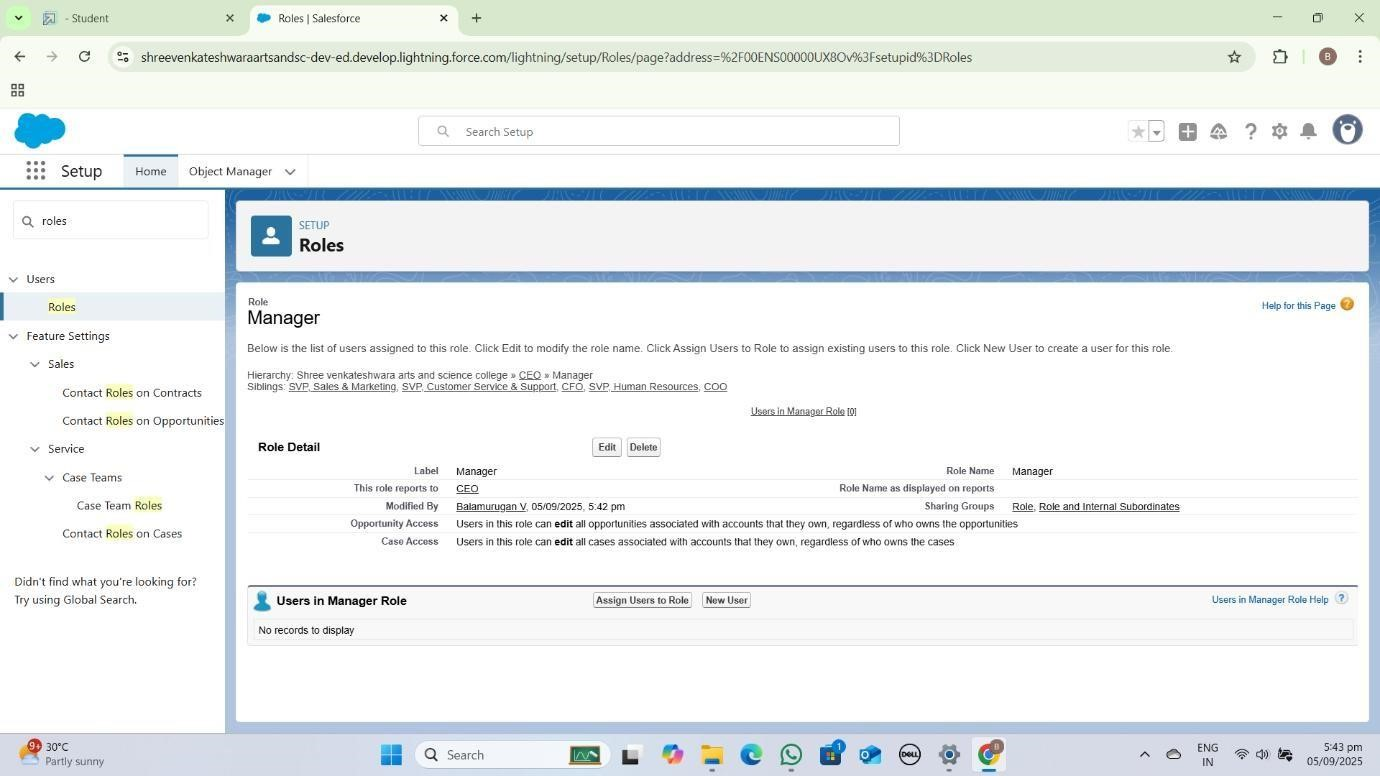 - Student
Roles | Salesforce
shreevenkateshwaraartsandsc-dev-ed.develop.lightning.force.com/lightning/setup/Roles/page?address=%2F00ENS00000UX8Ov%3Fsetupid%3DRoles
B
Search Setup
Setup
Home
Object Manager
roles
Users
Roles
Feature Settings
Sales
Contact Roles on Contracts
Contact Roles on Opportunities
Service
Case Teams
Case Team Roles
Contact Roles on Cases
Didn't find what you're looking for?
Try using Global Search.
SETUP
Roles
Role
Manager
Help for this Page ?
Below is the list of users assigned to this role. Click Edit to modify the role name. Click Assign Users to Role to assign existing users to this role. Click New User to create a user for this role.
Hierarchy: Shree venkateshwara arts and science college » CEO » Manager
Siblings: SVP, Sales & Marketing, SVP, Customer Service & Support, CFO, SVP, Human Resources, COO
Users in Manager Role [0]
Role Detail Edit Delete
Label Manager Role Name Manager
This role reports to CEO Role Name as displayed on reports
Modified By Balamurugan V, 05/09/2025, 5:42 pm Sharing Groups Role, Role and Internal Subordinates
Opportunity Access Users in this role can edit all opportunities associated with accounts that they own, regardless of who owns the opportunities
Case Access Users in this role can edit all cases associated with accounts that they own, regardless of who owns the cases
Users in Manager Role Assign Users to Role New User Users in Manager Role Help ?
No records to display
9+
30°C
Partly sunny
Search
1
DELL
B
ENG
IN
5:43 pm
05/09/2025